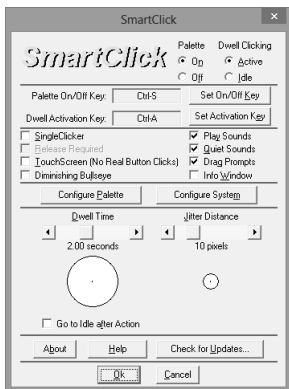 SmartClick
×
SmartClick
Palette Dwell Clicking
On Active
Off Idle
Palette On/Off Key: Ctrl-S Set On/Off Key
Dwell Activation Key: Ctrl-A Set Activation Key
SingleClicker Play Sounds
Release Required Quiet Sounds
TouchScreen (No Real Button Clicks) Drag Prompts
Diminishing Bullseye Info Window
Configure Palette Configure System
Dwell Time Jitter Distance
2.00 seconds 10 pixels
Go to Idle after Action
About Help Check for Updates...
Ok Cancel